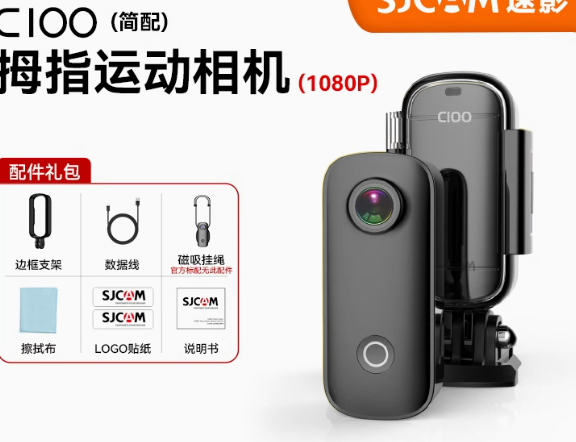 C100 (简配)
SJCAM 速影
拇指运动相机 (1080P)
C100
配件礼包
边框支架
数据线
磁吸挂绳
官方标配无此配件
SJCAM
SJCAM
SJCAM
擦拭布
LOGO贴纸
说明书